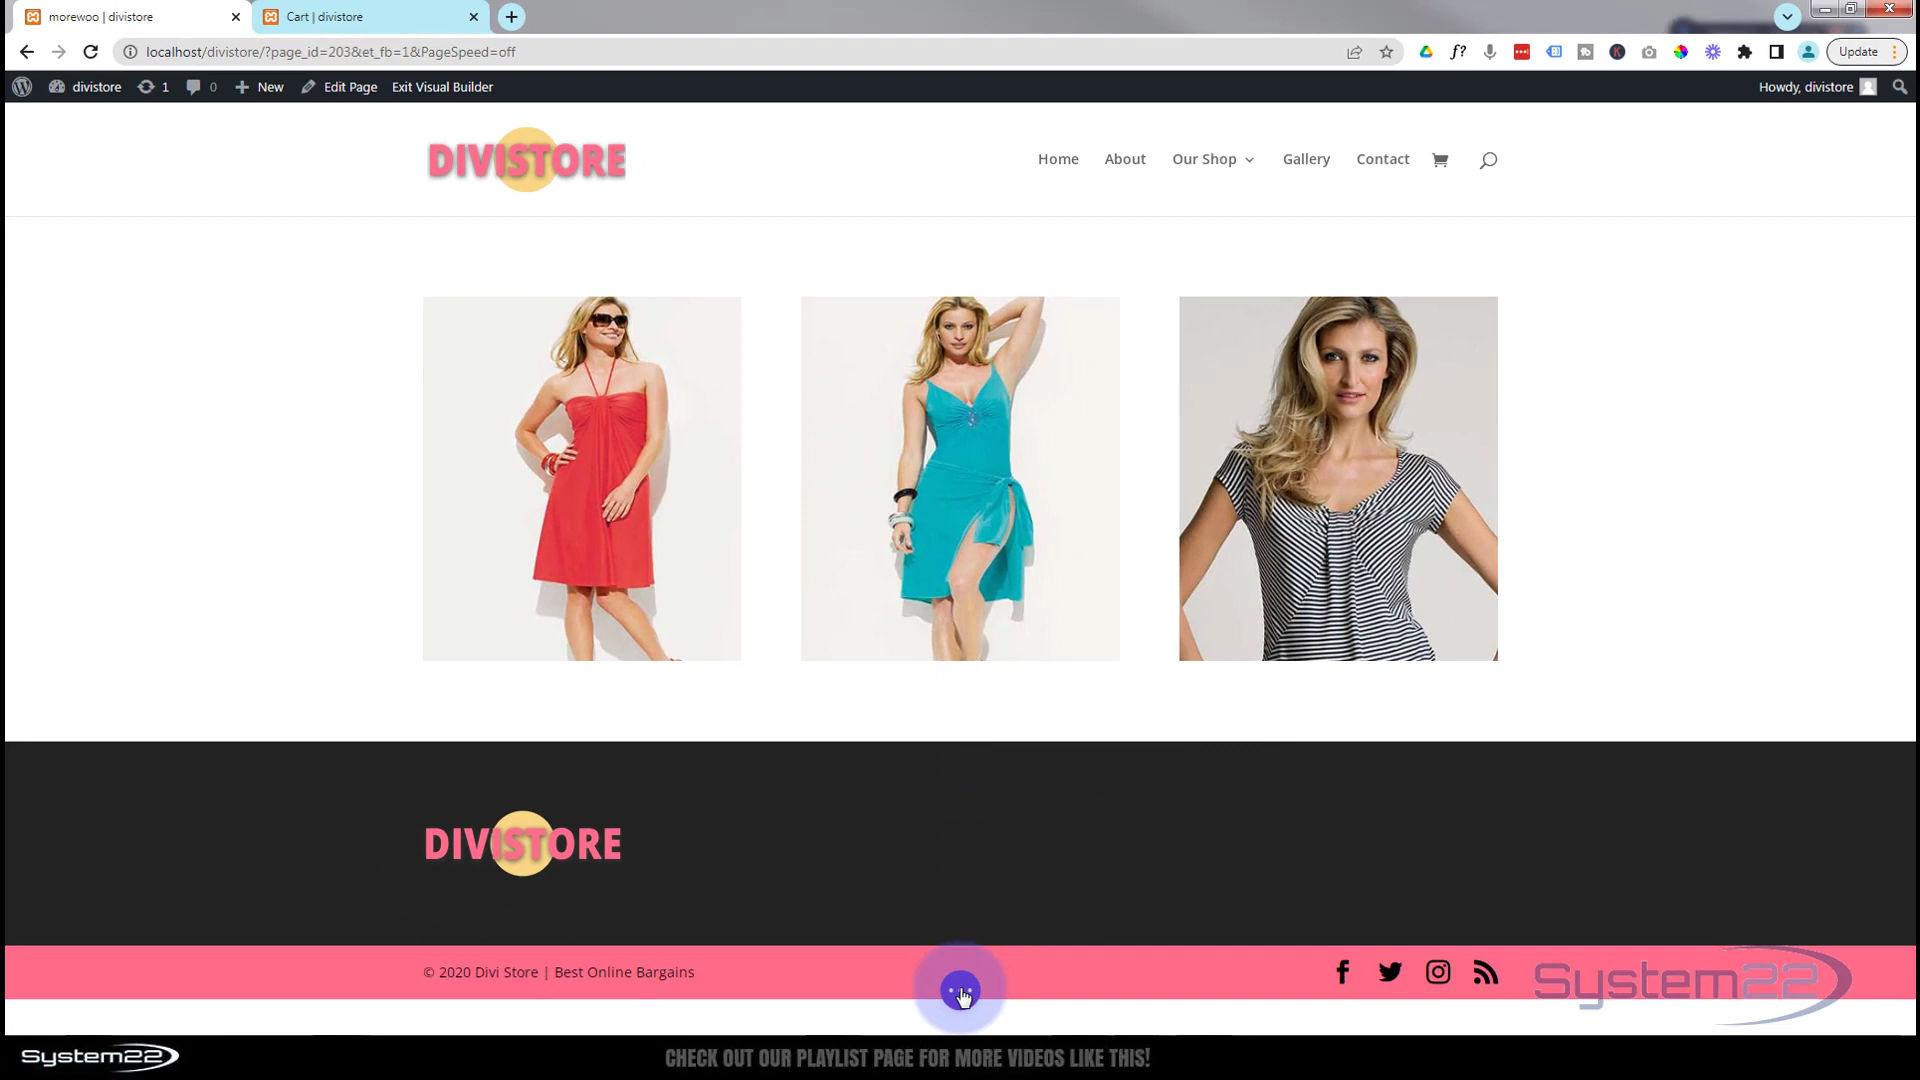 morewoo | divistore
Cart | divistore
localhost/divistore/?page_id=203&et_fb=1&PageSpeed=off
Update
divistore
1
0
New
Edit Page
Exit Visual Builder
Howdy, divistore
DIVISTORE
Home
About
Our Shop
Gallery
Contact
DIVISTORE
© 2020 Divi Store | Best Online Bargains
System22
System22
CHECK OUT OUR PLAYLIST PAGE FOR MORE VIDEOS LIKE THIS!